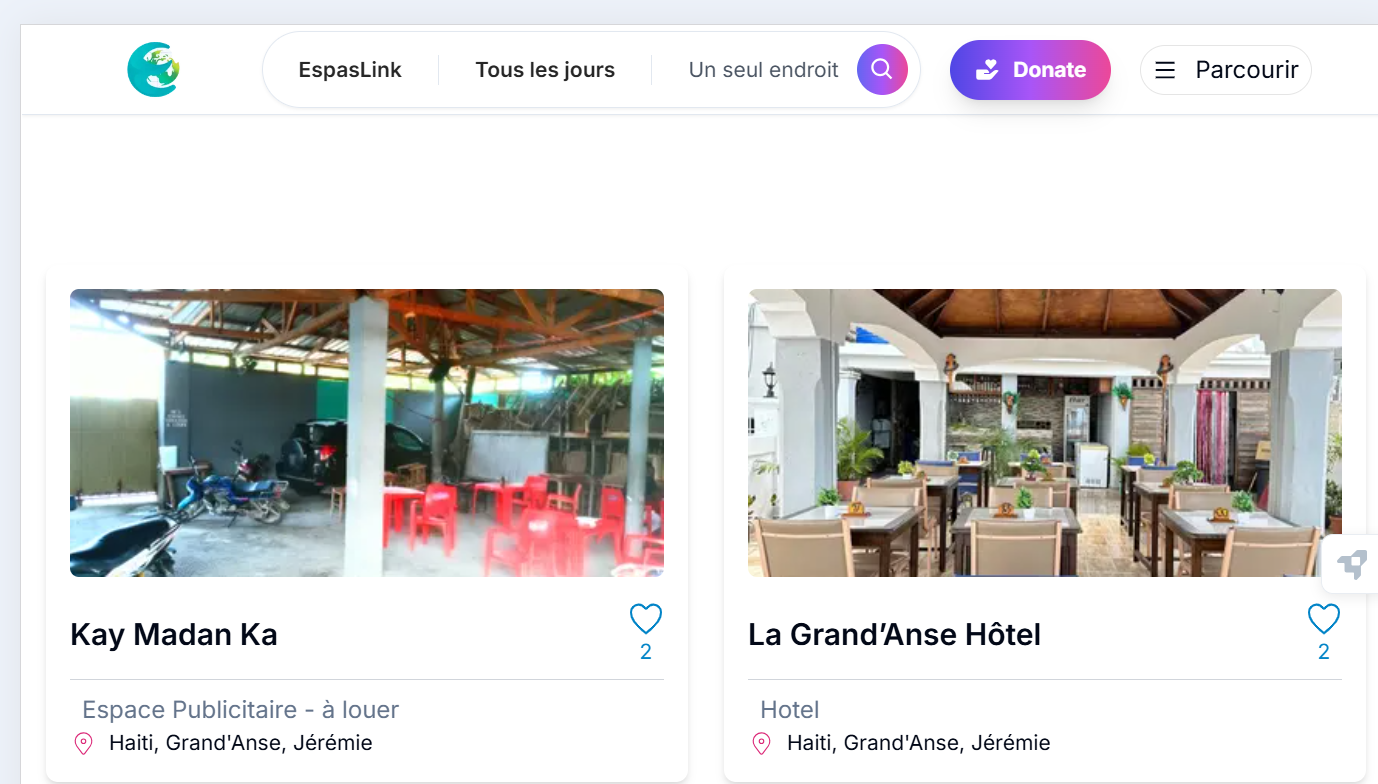 EspasLink
Tous les jours
Un seul endroit
Donate
Parcourir
Kay Madan Ka
2
Espace Publicitaire - à louer
Haiti, Grand'Anse, Jérémie
La Grand’Anse Hôtel
2
Hotel
Haiti, Grand'Anse, Jérémie